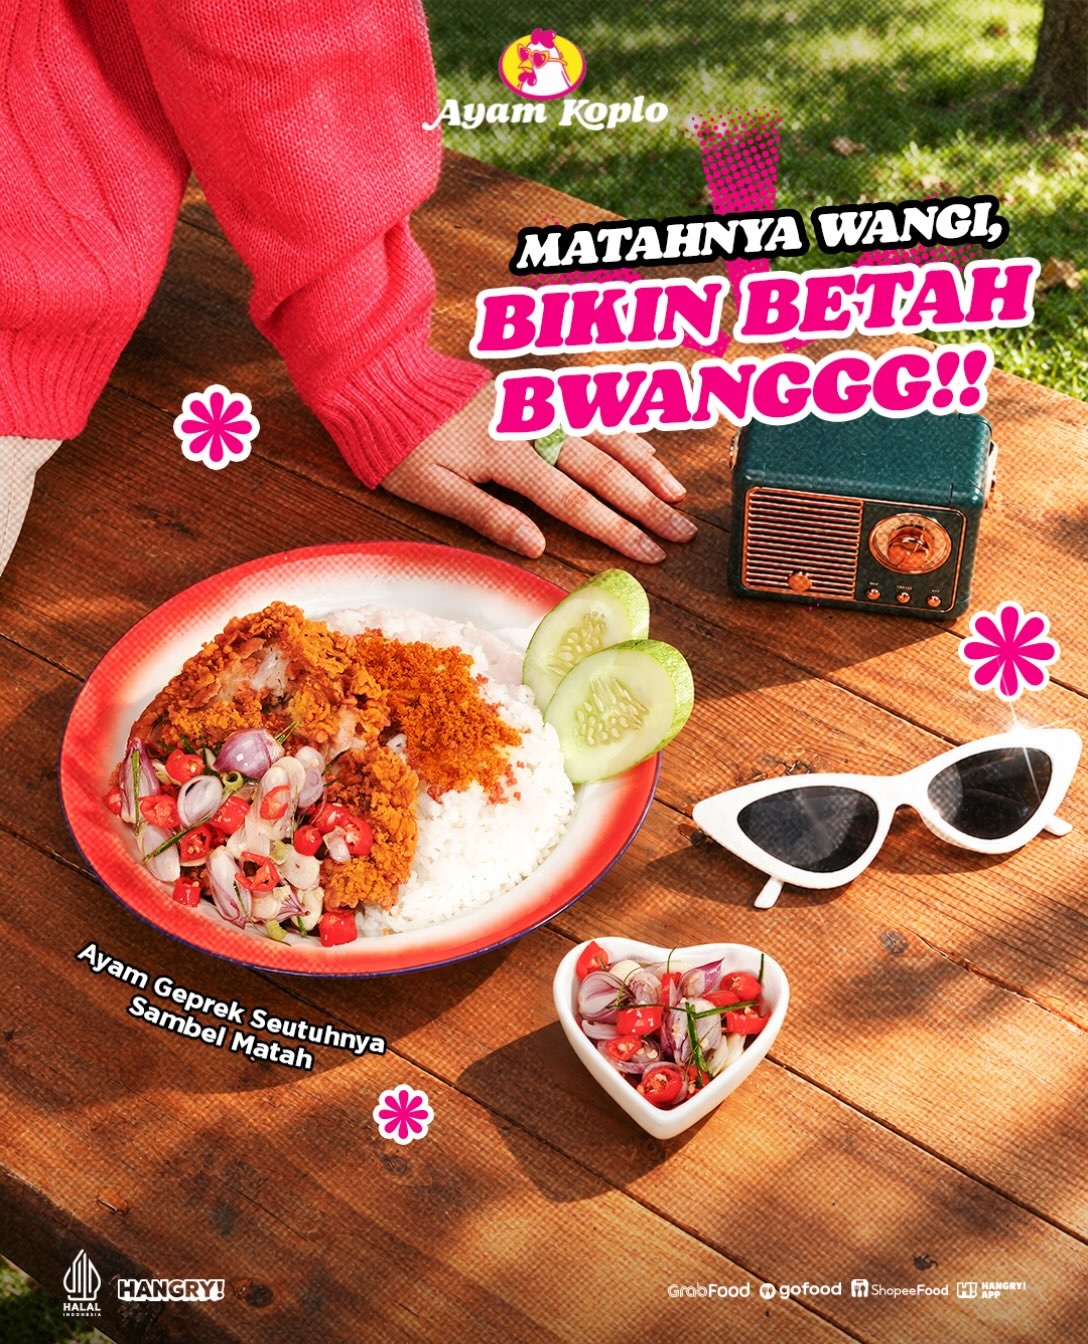 Ayam Koplo
MATAHNYA WANGI,
BIKIN BETAH
BWANGGG!!
Ayam Geprek Seutuhnya
Sambel Matah
HALAL
INDONESIA
HANGRY!
GrabFood gofood ShopeeFood H! HANGRY!
APP